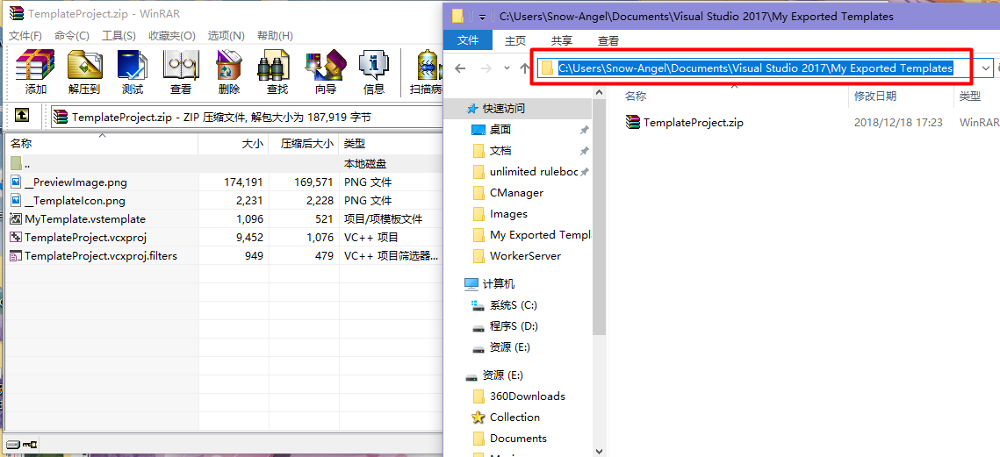 TemplateProject.zip - WinRAR
文件(F) 命令(C) 工具(S) 收藏夹(O) 选项(N) 帮助(H)
添加 解压到 测试 查看 删除 查找 向导 信息 扫描病
TemplateProject.zip - ZIP 压缩文件, 解包大小为 187,919 字节
名称 大小 压缩后大小 类型
.. 本地磁盘
__PreviewImage.png 174,191 169,571 PNG 文件
__TemplateIcon.png 2,231 2,228 PNG 文件
MyTemplate.vstemplate 1,096 521 项目/项模板文件
TemplateProject.vcxproj 9,452 1,076 VC++ 项目
TemplateProject.vcxproj.filters 949 479 VC++ 项目筛选器...
C:\Users\Snow-Angel\Documents\Visual Studio 2017\My Exported Templates
文件 主页 共享 查看
C:\Users\Snow-Angel\Documents\Visual Studio 2017\My Exported Templates
快速访问
桌面
文档
unlimited ruleboc
CManager
Images
My Exported Templ
WorkerServer
计算机
系统S (C:)
程序S (D:)
资源 (E:)
资源 (E:)
360Downloads
Collection
Documents
名称 修改日期 类型
TemplateProject.zip 2018/12/18 17:23 WinRAR